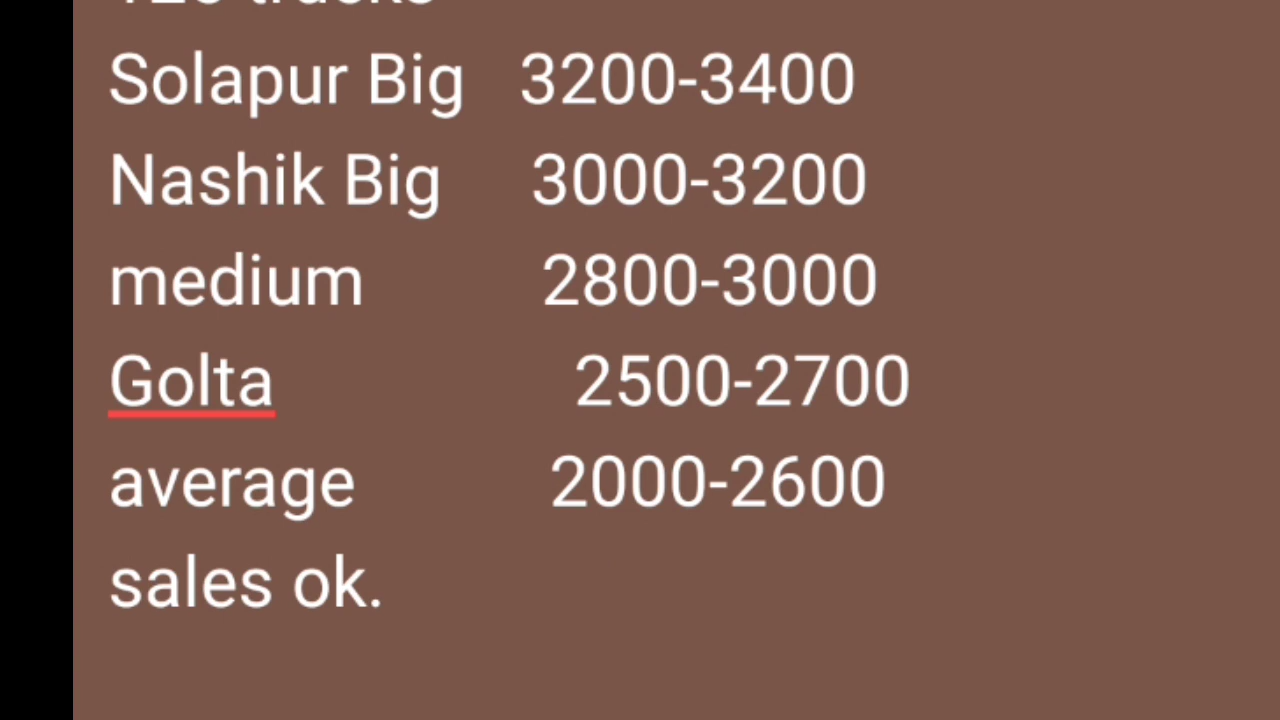 Solapur Big 3200-3400
Nashik Big 3000-3200
medium 2800-3000
Golta 2500-2700
average 2000-2600
sales ok.